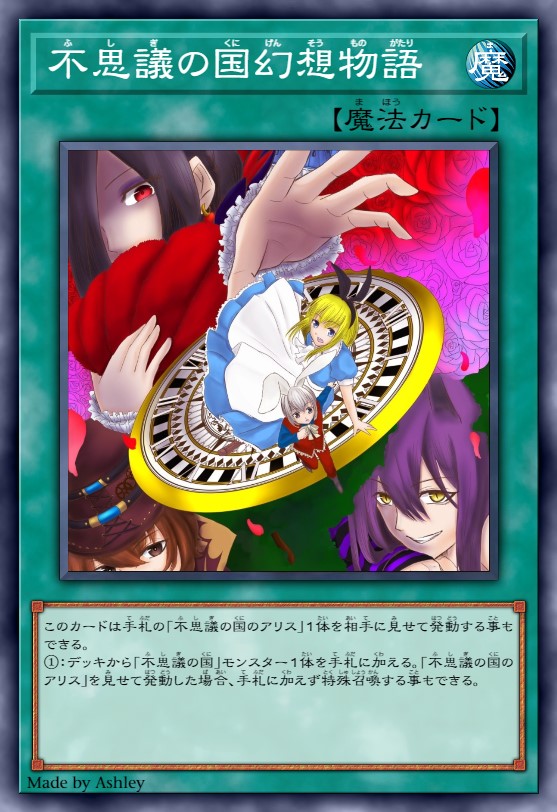 不思議の国幻想物語
魔
【魔法カード】
このカードは手札の「不思議の国のアリス」1体を相手に見せて発動する事も
できる。
①:デッキから「不思議の国」モンスター1体を手札に加える。「不思議の国の
アリス」を見せて発動した場合、手札に加えず特殊召喚する事もできる。
Made by Ashley